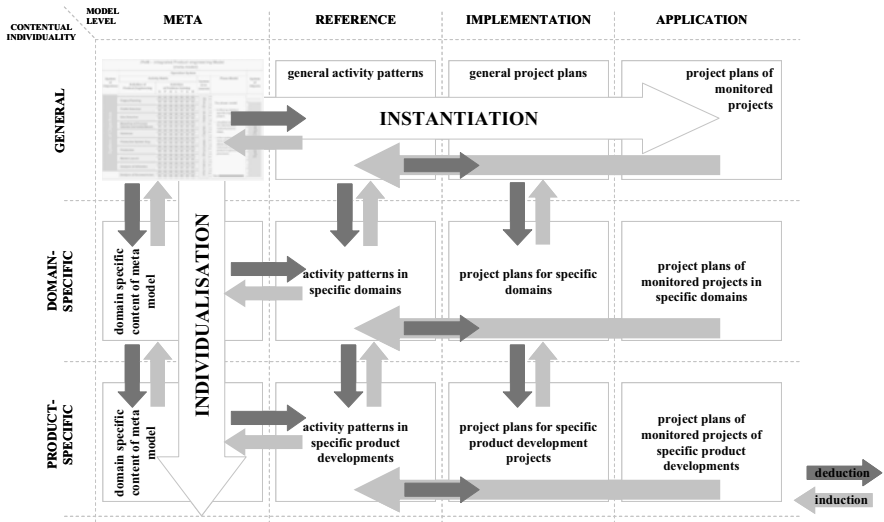 CONTENTUAL
INDIVIDUALITY
MODEL
LEVEL
META
REFERENCE
IMPLEMENTATION
APPLICATION
GENERAL
general activity patterns
general project plans
project plans of
monitored
projects
INSTANTIATION
INDIVIDUALISATION
DOMAIN-
SPECIFIC
domain specific
content of meta
model
activity patterns in
specific domains
project plans for specific
domains
project plans of
monitored projects in
specific domains
PRODUCT-
SPECIFIC
domain specific
content of meta
model
activity patterns in
specific product
developments
project plans for specific
product development
projects
project plans of
monitored projects of
specific product
developments
deduction
induction